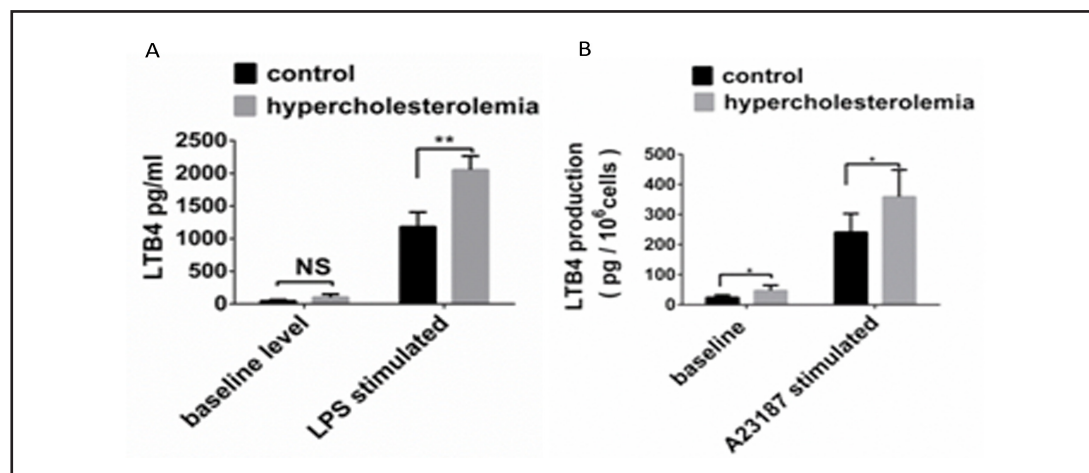 A
control
hypercholesterolemia
LTB4 pg/ml
2500
2000
1500
1000
500
0
NS
**
baseline level
LPS stimulated
B
control
hypercholesterolemia
LTB4 production
( pg / 10⁶cells )
500
400
300
200
100
0
*
*
baseline
A23187 stimulated